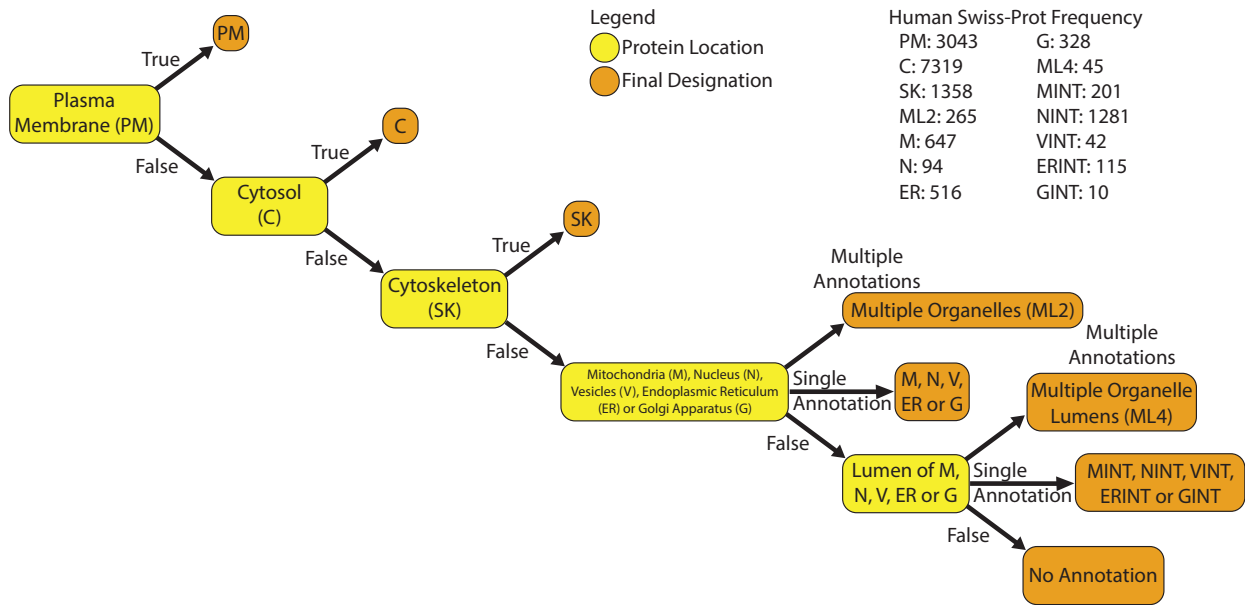 Legend
Protein Location
Final Designation
Human Swiss-Prot Frequency
PM: 3043
C: 7319
SK: 1358
ML2: 265
M: 647
N: 94
ER: 516
G: 328
ML4: 45
MINT: 201
NINT: 1281
VINT: 42
ERINT: 115
GINT: 10
Plasma
Membrane (PM)
True
PM
False
Cytosol
(C)
True
C
False
Cytoskeleton
(SK)
True
SK
False
Mitochondria (M), Nucleus (N),
Vesicles (V), Endoplasmic Reticulum
(ER) or Golgi Apparatus (G)
Multiple
Annotations
Multiple Organelles (ML2)
Single
Annotation
M, N, V,
ER or G
False
Lumen of M,
N, V, ER or G
Multiple
Annotations
Multiple Organelle
Lumens (ML4)
Single
Annotation
MINT, NINT, VINT,
ERINT or GINT
False
No Annotation